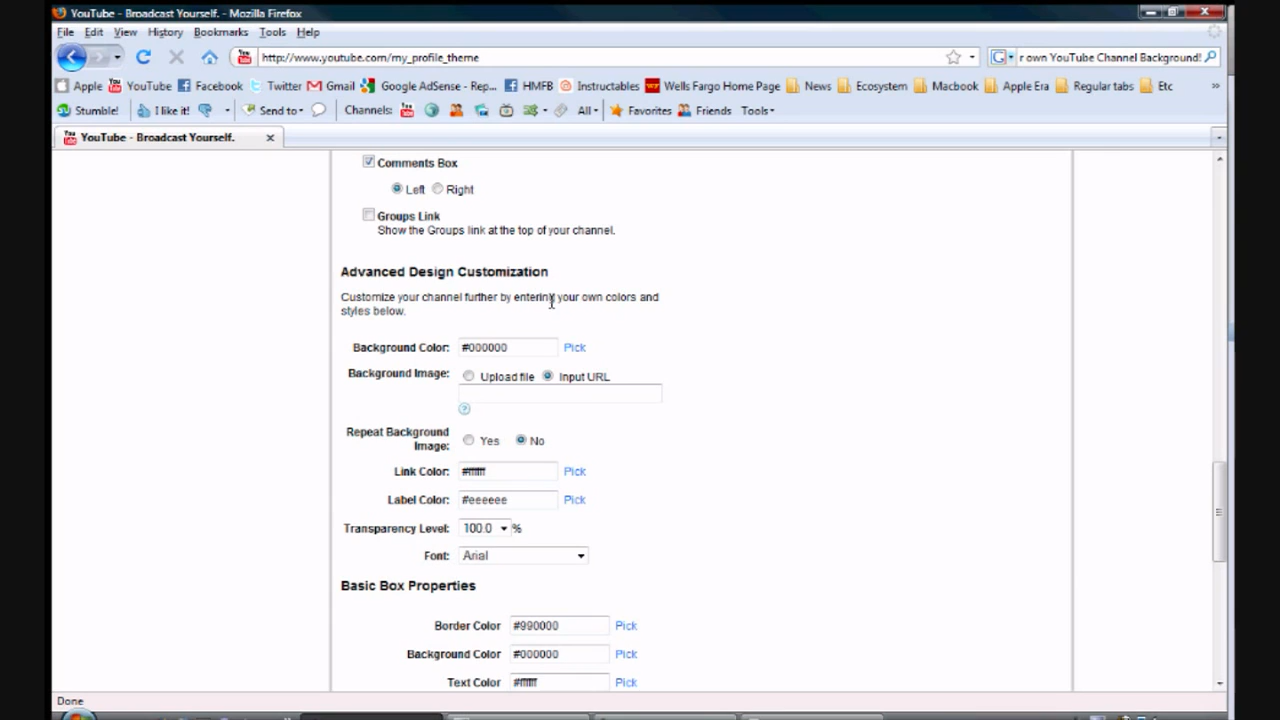 YouTube - Broadcast Yourself. - Mozilla Firefox
File Edit View History Bookmarks Tools Help
http://www.youtube.com/my_profile_theme
r own YouTube Channel Background!
Apple YouTube Facebook Twitter Gmail Google AdSense - Rep... HMFB Instructables Wells Fargo Home Page News Ecosystem Macbook Apple Era Regular tabs Etc »
Stumble! I like it! Send to Channels: All Favorites Friends Tools
YouTube - Broadcast Yourself.
Comments Box
Left Right
Groups Link
Show the Groups link at the top of your channel.
Advanced Design Customization
Customize your channel further by entering your own colors and
styles below.
Background Color: #000000 Pick
Background Image: Upload file Input URL
?
Repeat Background
Image: Yes No
Link Color: #ffffff Pick
Label Color: #eeeeee Pick
Transparency Level: 100.0 %
Font: Arial
Basic Box Properties
Border Color #990000 Pick
Background Color #000000 Pick
Text Color #ffffff Pick
Done